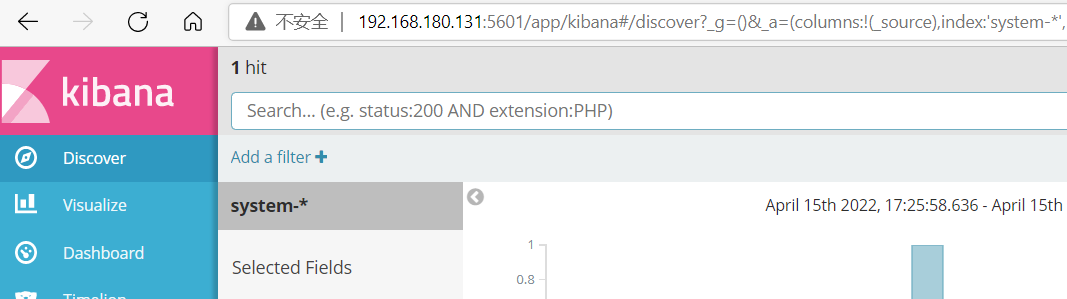 不安全 | 192.168.180.131:5601/app/kibana#/discover?_g=()&_a=(columns:!(_source),index:'system-*',
kibana
1 hit
Search... (e.g. status:200 AND extension:PHP)
Discover
Add a filter +
Visualize
system-*
April 15th 2022, 17:25:58.636 - April 15th
Dashboard
Selected Fields
1
0.8
Timelion